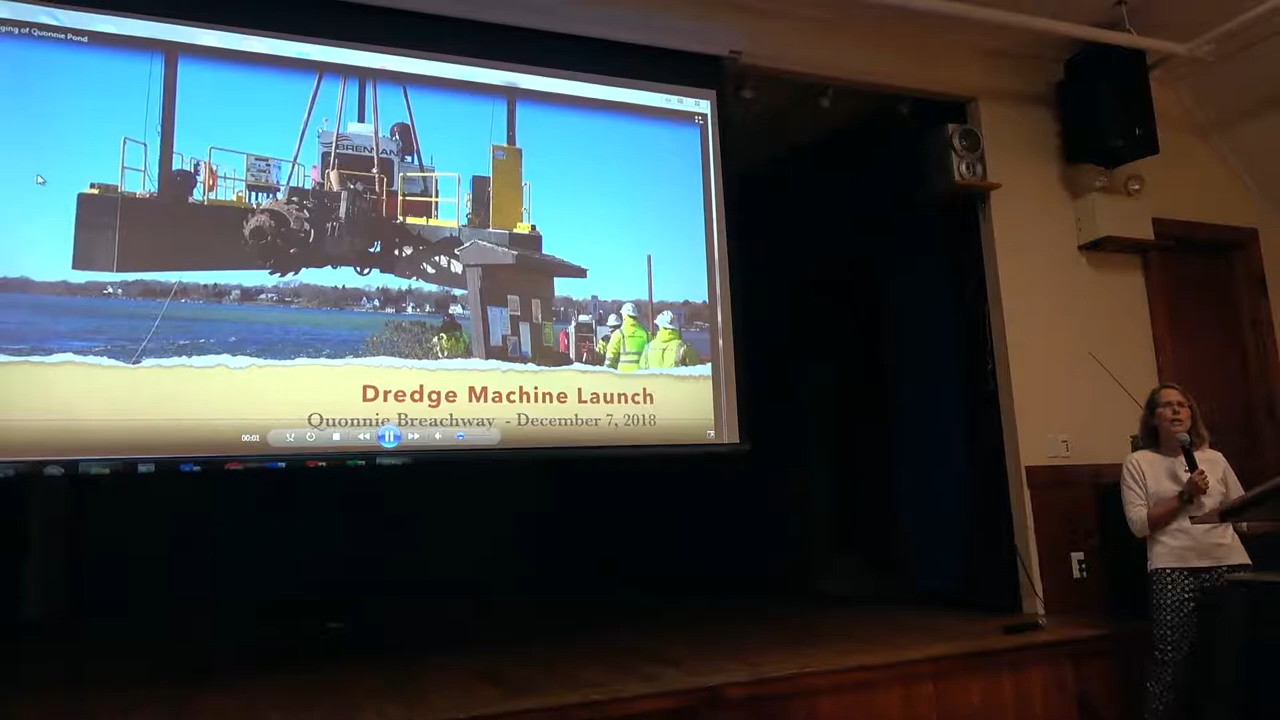 ging of Quonnie Pond
BRENNAN
Dredge Machine Launch
Quonnie Breachway - December 7, 2018
00:01